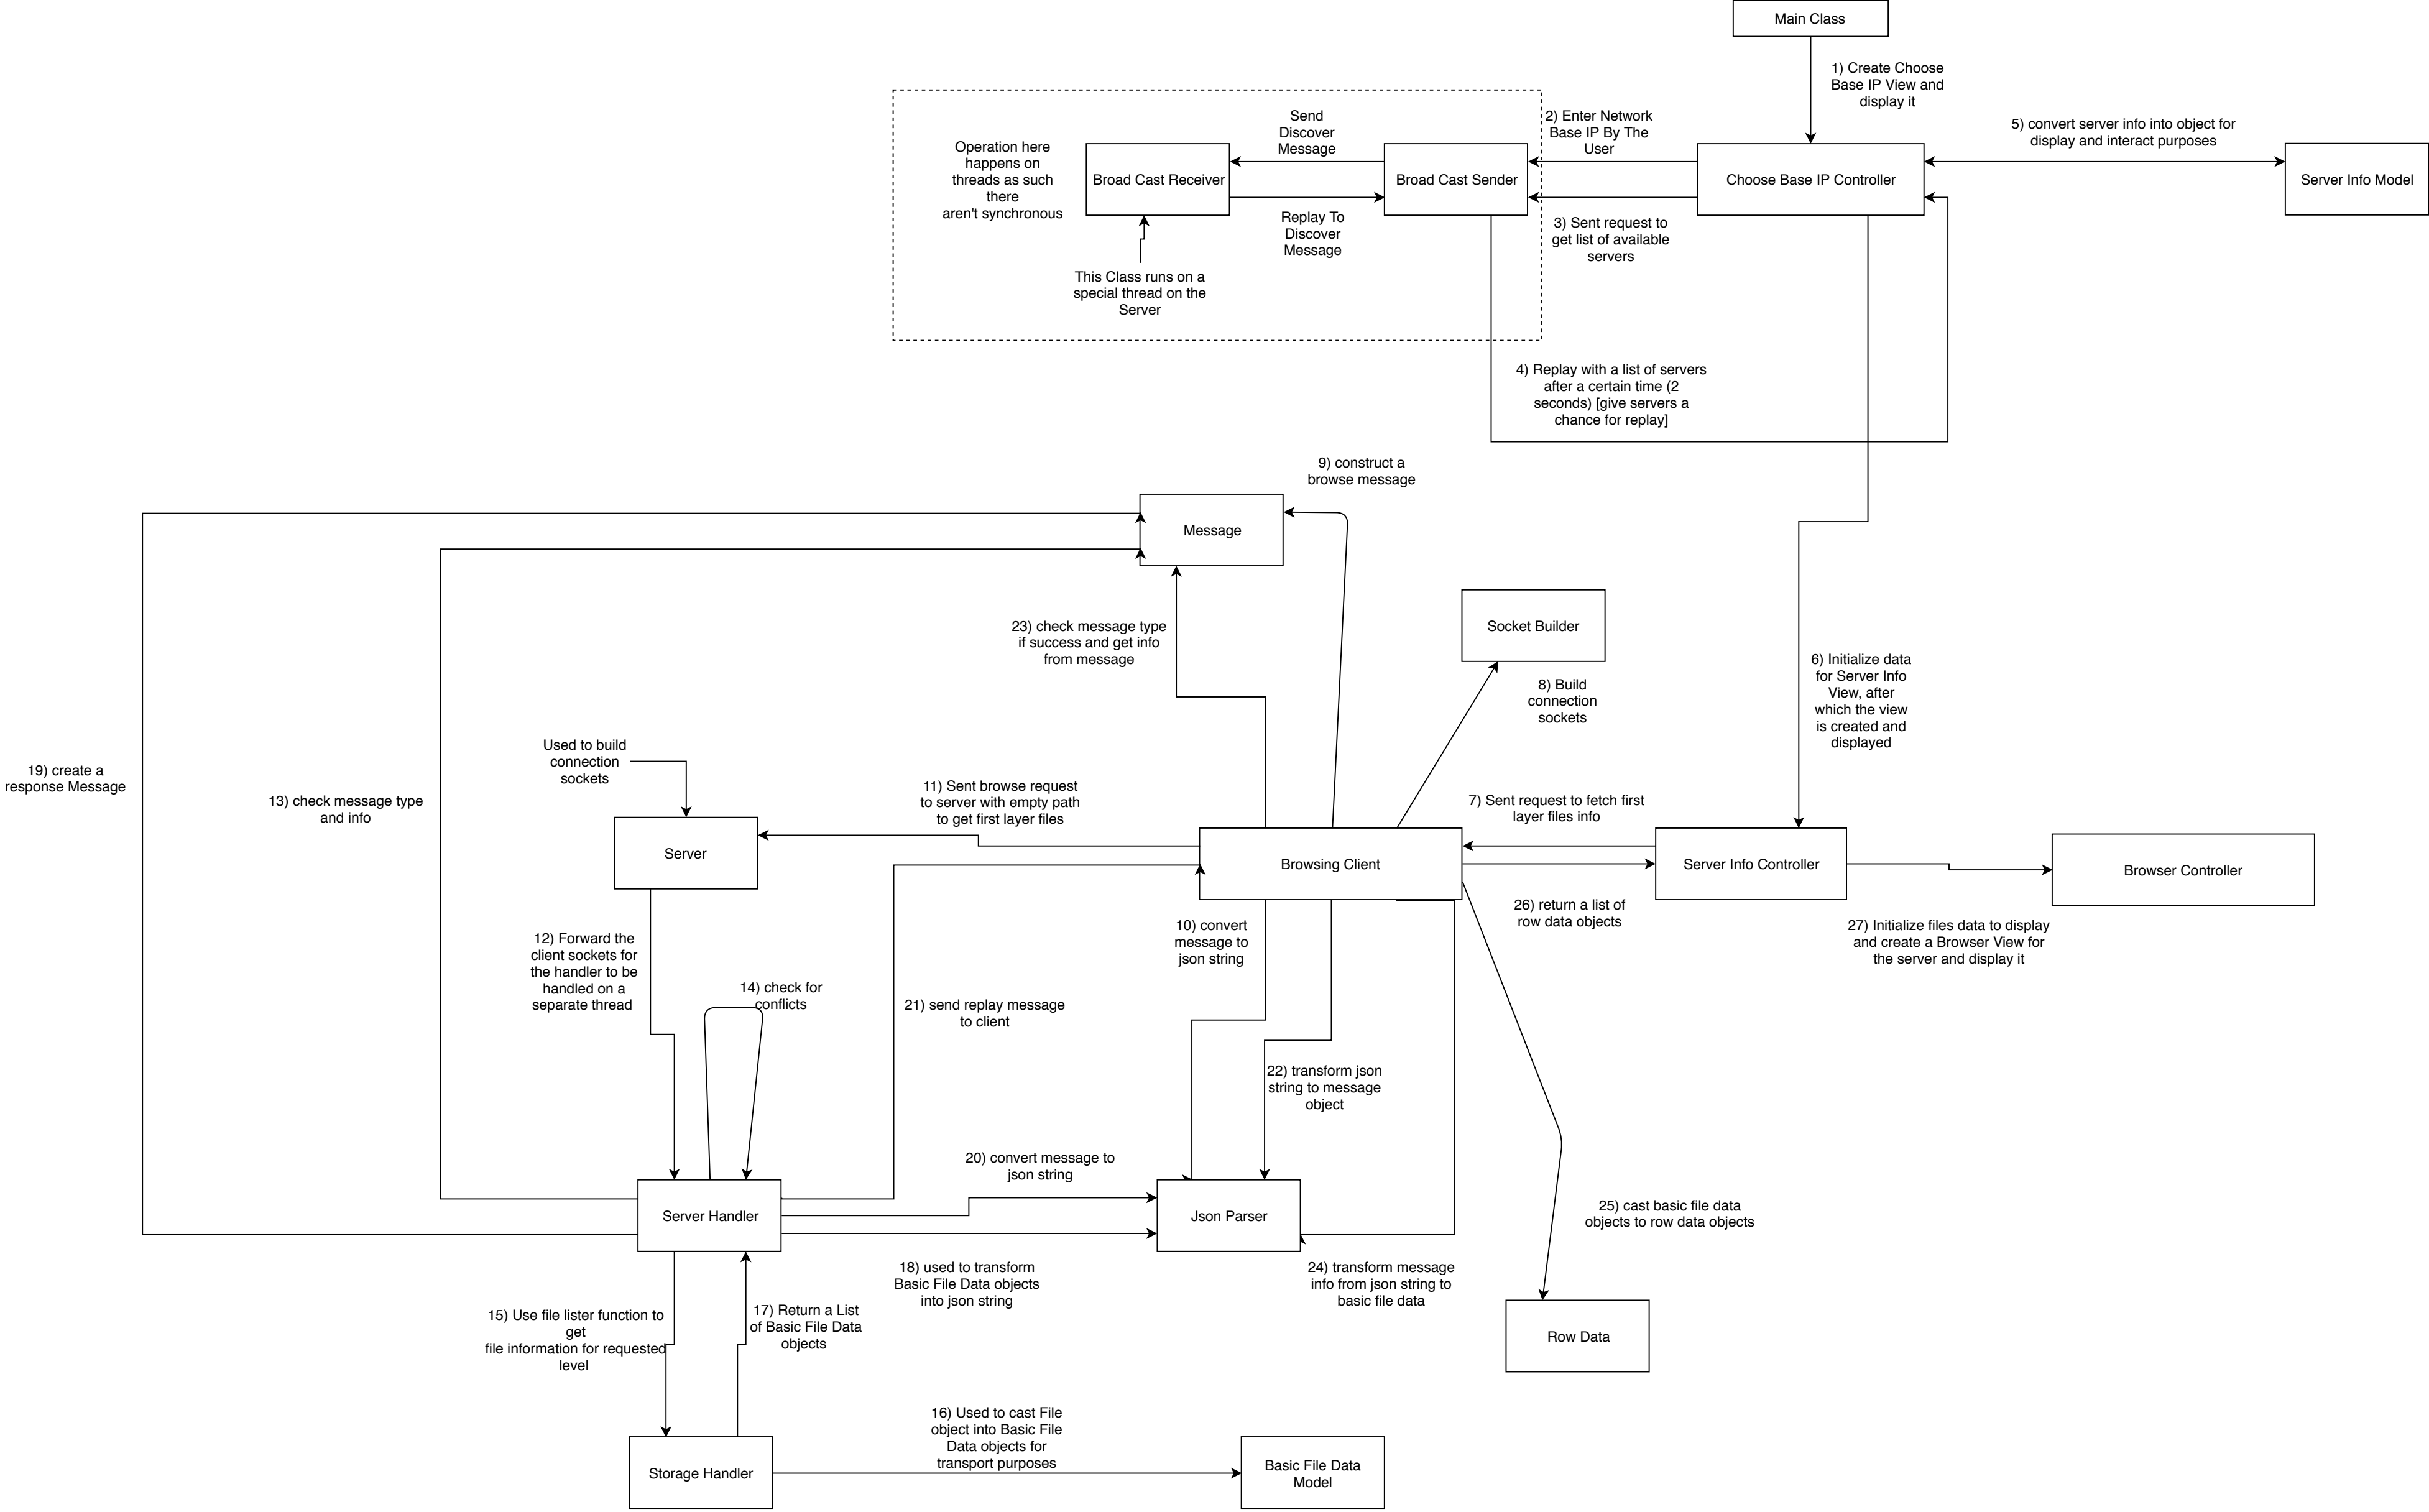 Main Class
1) Create Choose
Base IP View and
display it
Send
Discover
Message
2) Enter Network
Base IP By The
User
5) convert server info into object for
display and interact purposes
Operation here
happens on
threads as such
there
aren't synchronous
Broad Cast Receiver
Broad Cast Sender
Choose Base IP Controller
Server Info Model
Replay To
Discover
Message
3) Sent request to
get list of available
servers
This Class runs on a
special thread on the
Server
4) Replay with a list of servers
after a certain time (2
seconds) [give servers a
chance for replay]
9) construct a
browse message
Message
23) check message type
if success and get info
from message
Socket Builder
8) Build
connection
sockets
6) Initialize data
for Server Info
View, after
which the view
is created and
displayed
Used to build
connection
sockets
19) create a
response Message
13) check message type
and info
11) Sent browse request
to server with empty path
to get first layer files
7) Sent request to fetch first
layer files info
Server
Browsing Client
Server Info Controller
Browser Controller
26) return a list of
row data objects
27) Initialize files data to display
and create a Browser View for
the server and display it
10) convert
message to
json string
12) Forward the
client sockets for
the handler to be
handled on a
separate thread
14) check for
conflicts
21) send replay message
to client
22) transform json
string to message
object
20) convert message to
json string
Server Handler
Json Parser
25) cast basic file data
objects to row data objects
18) used to transform
Basic File Data objects
into json string
24) transform message
info from json string to
basic file data
15) Use file lister function to
get
file information for requested
level
17) Return a List
of Basic File Data
objects
Row Data
16) Used to cast File
object into Basic File
Data objects for
transport purposes
Storage Handler
Basic File Data
Model